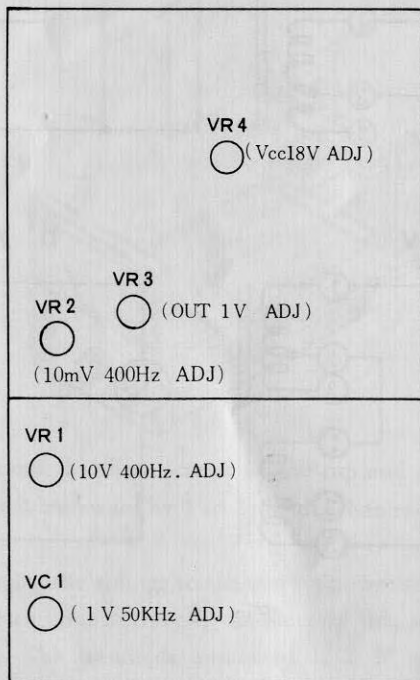 VR4
(Vcc18V ADJ)
VR3
(OUT 1V ADJ)
VR2
(10mV 400Hz ADJ)
VR1
(10V 400Hz. ADJ)
VC1
( 1V 50KHz ADJ)